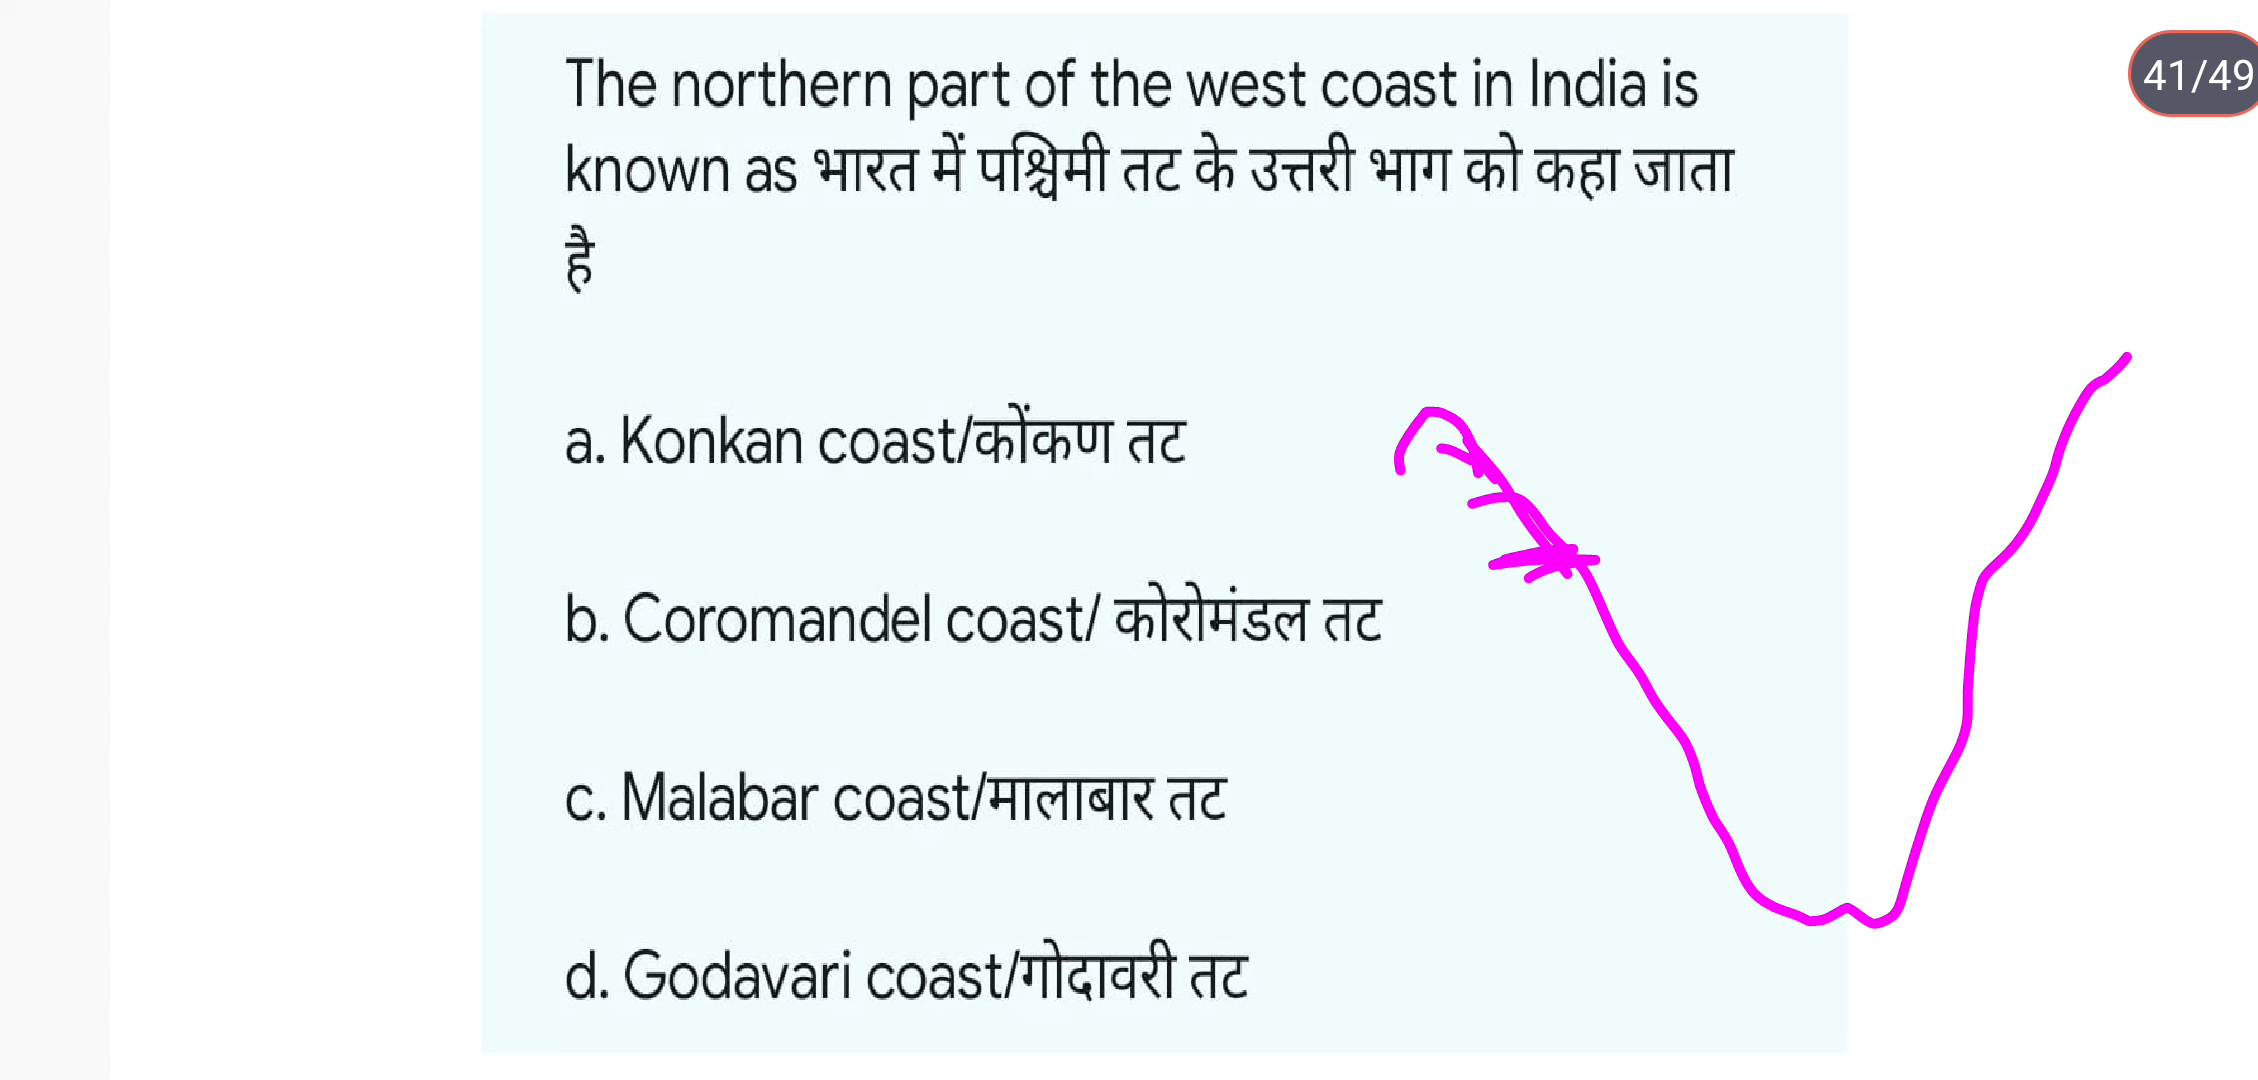 The northern part of the west coast in India is
41/49
known as भारत में पश्चिमी तट के उत्तरी भाग को कहा जाता
है
a. Konkan coast/कोंकण तट
b. Coromandel coast/ कोरोमंडल तट
c. Malabar coast/मालाबार तट
d. Godavari coast/गोदावरी तट